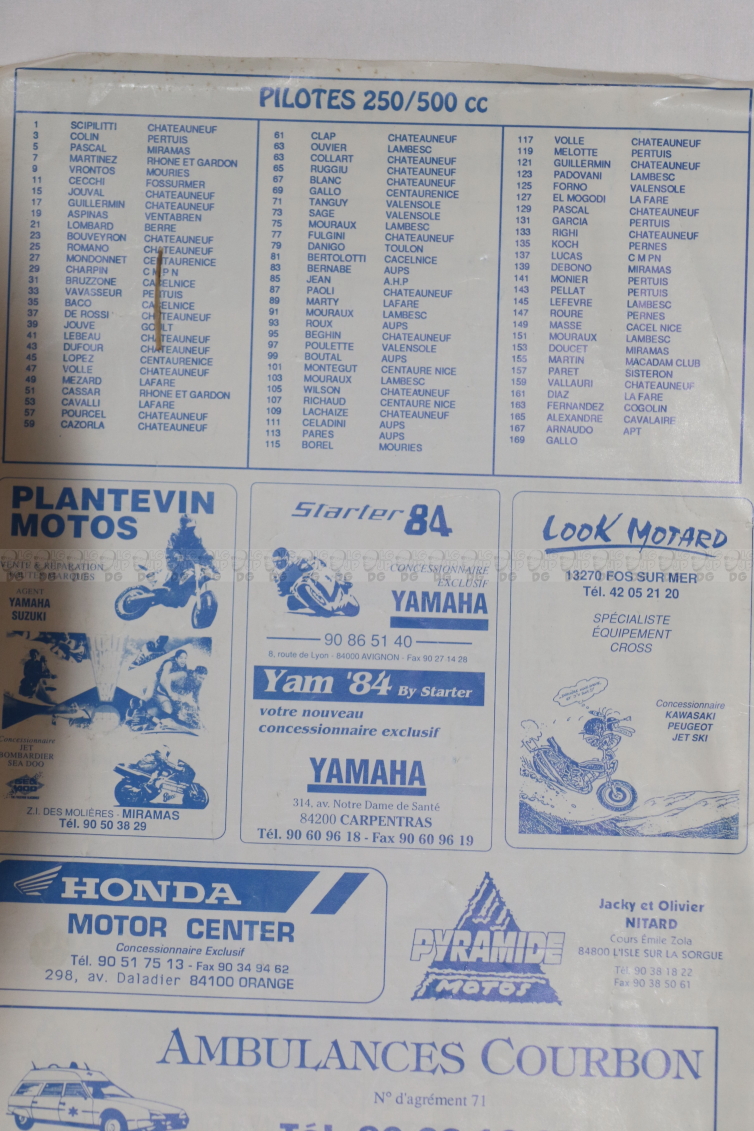 PILOTES 250/500 cc
1 SCIPILITTI CHATEAUNEUF
3 COLIN PERTUIS
5 PASCAL MIRAMAS
7 MARTINEZ RHONE ET GARDON
9 VRONTOS MOURIES
11 CECCHI FOSSURMER
15 JOUVAL CHATEAUNEUF
17 GUILLERMIN CHATEAUNEUF
19 ASPINAS VENTABREN
21 LOMBARD BERRE
23 BOUVEYRON CHATEAUNEUF
25 ROMANO CHATEAUNEUF
27 MONDONNET CENTAURENICE
29 CHARPIN C M P N
31 BRUZZONE CACELNICE
33 VAVASSEUR PERTUIS
35 BACO CACELNICE
37 DE ROSSI CHATEAUNEUF
39 JOUVE
41 LEBEAU CHATEAUNEUF
43 DUFOUR CHATEAUNEUF
45 LOPEZ CENTAURENICE
47 VOLLE CHATEAUNEUF
49 MEZARD LAFARE
51 CASSAR RHONE ET GARDON
53 CAVALLI LAFARE
57 POURCEL CHATEAUNEUF
59 CAZORLA CHATEAUNEUF
61 CLAP CHATEAUNEUF
63 OUVIER LAMBESC
63 COLLART CHATEAUNEUF
65 RUGGIU CHATEAUNEUF
67 BLANC CHATEAUNEUF
69 GALLO CENTAURENICE
71 TANGUY VALENSOLE
73 SAGE VALENSOLE
75 MOURAUX LAMBESC
77 FULGINI CHATEAUNEUF
79 DANIGO TOULON
81 BERTOLOTTI CACELNICE
83 BERNABE AUPS
85 JEAN A.H.P
87 PAOLI CHATEAUNEUF
89 MARTY LAFARE
91 MOURAUX LAMBESC
93 ROUX AUPS
95 BEGHIN CHATEAUNEUF
97 POULETTE VALENSOLE
99 BOUTAL AUPS
101 MONTEGUT CENTAURE NICE
103 MOURAUX LAMBESC
105 WILSON CHATEAUNEUF
107 RICHAUD CENTAURE NICE
109 LACHAIZE CHATEAUNEUF
111 CELADINI AUPS
113 PARES AUPS
115 BOREL MOURIES
117 VOLLE CHATEAUNEUF
119 MELOTTE PERTUIS
121 GUILLERMIN CHATEAUNEUF
123 PADOVANI LAMBESC
125 FORNO VALENSOLE
127 EL MOGODI LA FARE
129 PASCAL CHATEAUNEUF
131 GARCIA PERTUIS
133 RIGHI CHATEAUNEUF
135 KOCH PERNES
137 LUCAS C M P N
139 DEBONO MIRAMAS
141 MONIER PERTUIS
143 PELLAT PERTUIS
145 LEFEVRE LAMBESC
147 ROURE PERNES
149 MASSE CACEL NICE
151 MOURAUX LAMBESC
153 DOUCET MIRAMAS
155 MARTIN MACADAM CLUB
157 PARET SISTERON
159 VALLAURI CHATEAUNEUF
161 DIAZ LA FARE
163 FERNANDEZ COGOLIN
165 ALEXANDRE CAVALAIRE
167 ARNAUDO APT
169 GALLO
PLANTEVIN
MOTOS
VENTE & RÉPARATION
TOUTES MARQUES
AGENT
YAMAHA
SUZUKI
Concessionnaire
JET
BOMBARDIER
SEA DOO
Z.I. DES MOLIÈRES - MIRAMAS
Tél. 90 50 38 29
Starter 84
CONCESSIONNAIRE
EXCLUSIF
YAMAHA
90 86 51 40
8, route de Lyon - 84000 AVIGNON - Fax 90 27 14 28
Yam '84 By Starter
votre nouveau
concessionnaire exclusif
YAMAHA
314, av. Notre Dame de Santé
84200 CARPENTRAS
Tél. 90 60 96 18 - Fax 90 60 96 19
LOOK MOTARD
13270 FOS SUR MER
Tél. 42 05 21 20
SPÉCIALISTE
ÉQUIPEMENT
CROSS
Concessionnaire
KAWASAKI
PEUGEOT
JET SKI
HONDA
MOTOR CENTER
Concessionnaire Exclusif
Tél. 90 51 75 13 - Fax 90 34 94 62
298, av. Daladier 84100 ORANGE
PYRAMIDE
MOTOS
Jacky et Olivier
NITARD
Cours Émile Zola
84800 L'ISLE SUR LA SORGUE
Tél. 90 38 18 22
Fax 90 38 50 61
AMBULANCES COURBON
N° d'agrément 71